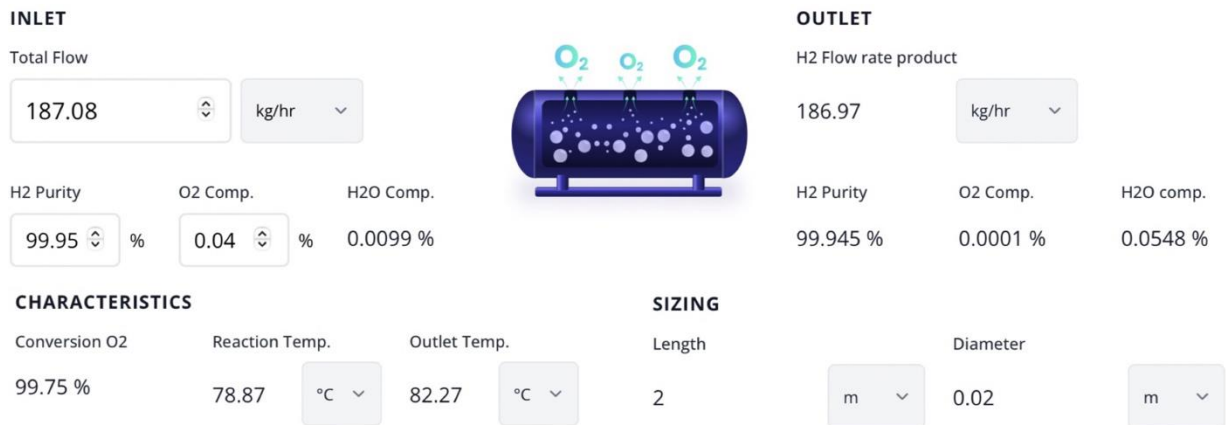 INLET
Total Flow
187.08 kg/hr
H2 Purity O2 Comp. H2O Comp.
99.95 % 0.04 % 0.0099 %
O2 O2 O2
OUTLET
H2 Flow rate product
186.97 kg/hr
H2 Purity O2 Comp. H2O comp.
99.945 % 0.0001 % 0.0548 %
CHARACTERISTICS
Conversion O2 Reaction Temp. Outlet Temp.
99.75 % 78.87 °C 82.27 °C
SIZING
Length Diameter
2 m 0.02 m